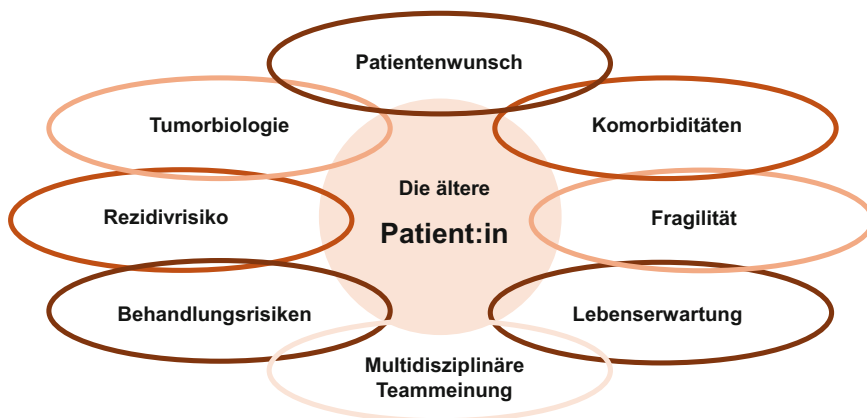 Patientenwunsch
Tumorbiologie
Komorbiditäten
Die ältere
Patient:in
Rezidivrisiko
Fragilität
Behandlungsrisiken
Lebenserwartung
Multidisziplinäre
Teammeinung